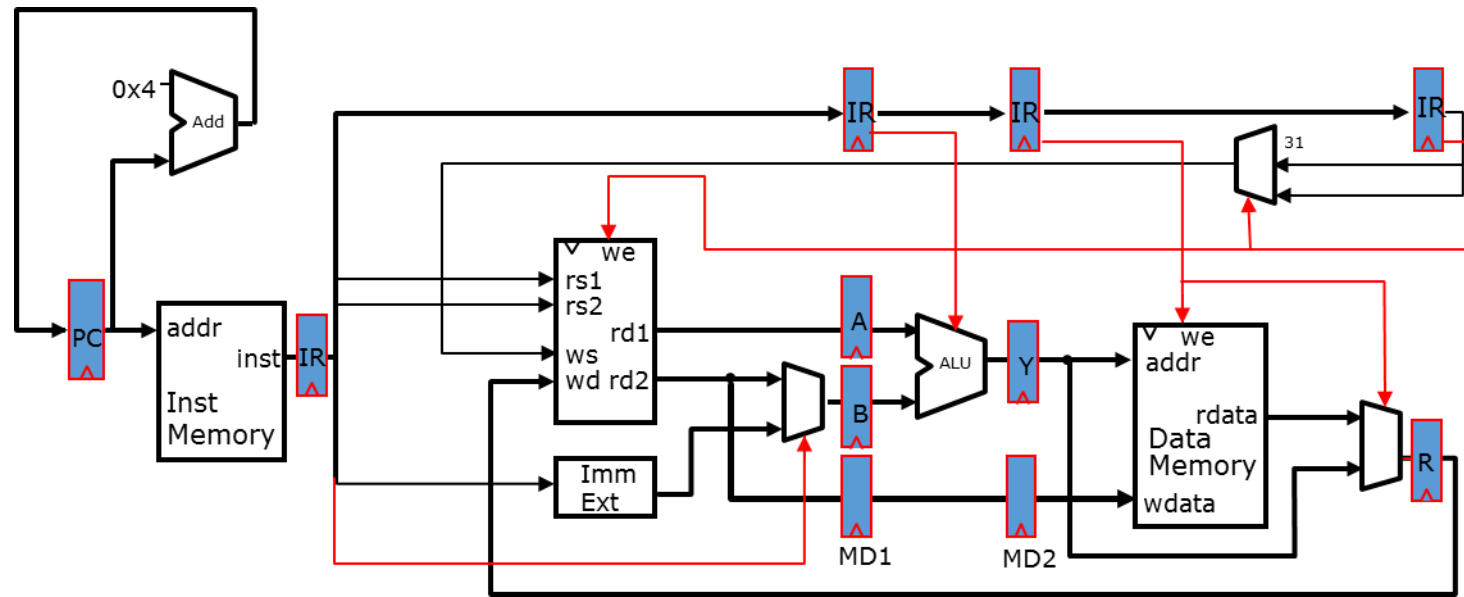 0x4
Add
IR
IR
IR
31
we
rs1
rs2
rd1
ws
wd rd2
PC
addr
inst
Inst
Memory
IR
A
B
ALU
Y
we
addr
rdata
Data
Memory
wdata
R
Imm
Ext
MD1
MD2